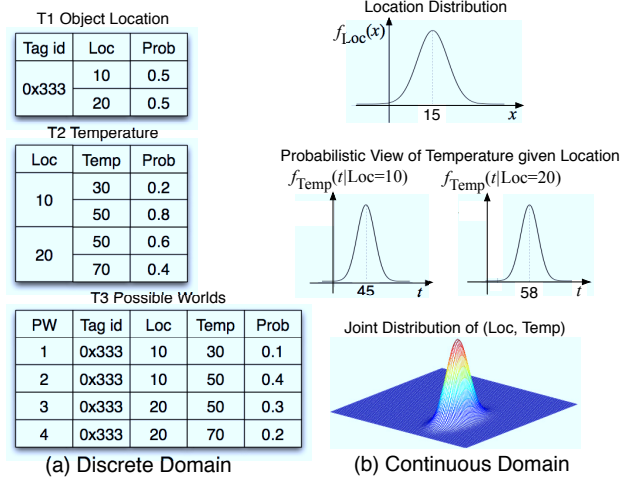 T1 Object Location
Tag id Loc Prob
0x333 10 0.5
20 0.5
T2 Temperature
Loc Temp Prob
10 30 0.2
50 0.8
20 50 0.6
70 0.4
T3 Possible Worlds
PW Tag id Loc Temp Prob
1 0x333 10 30 0.1
2 0x333 10 50 0.4
3 0x333 20 50 0.3
4 0x333 20 70 0.2
(a) Discrete Domain
Location Distribution
fLoc(x)
15 x
Probabilistic View of Temperature given Location
fTemp(t|Loc=10) fTemp(t|Loc=20)
45 t 58 t
Joint Distribution of (Loc, Temp)
(b) Continuous Domain